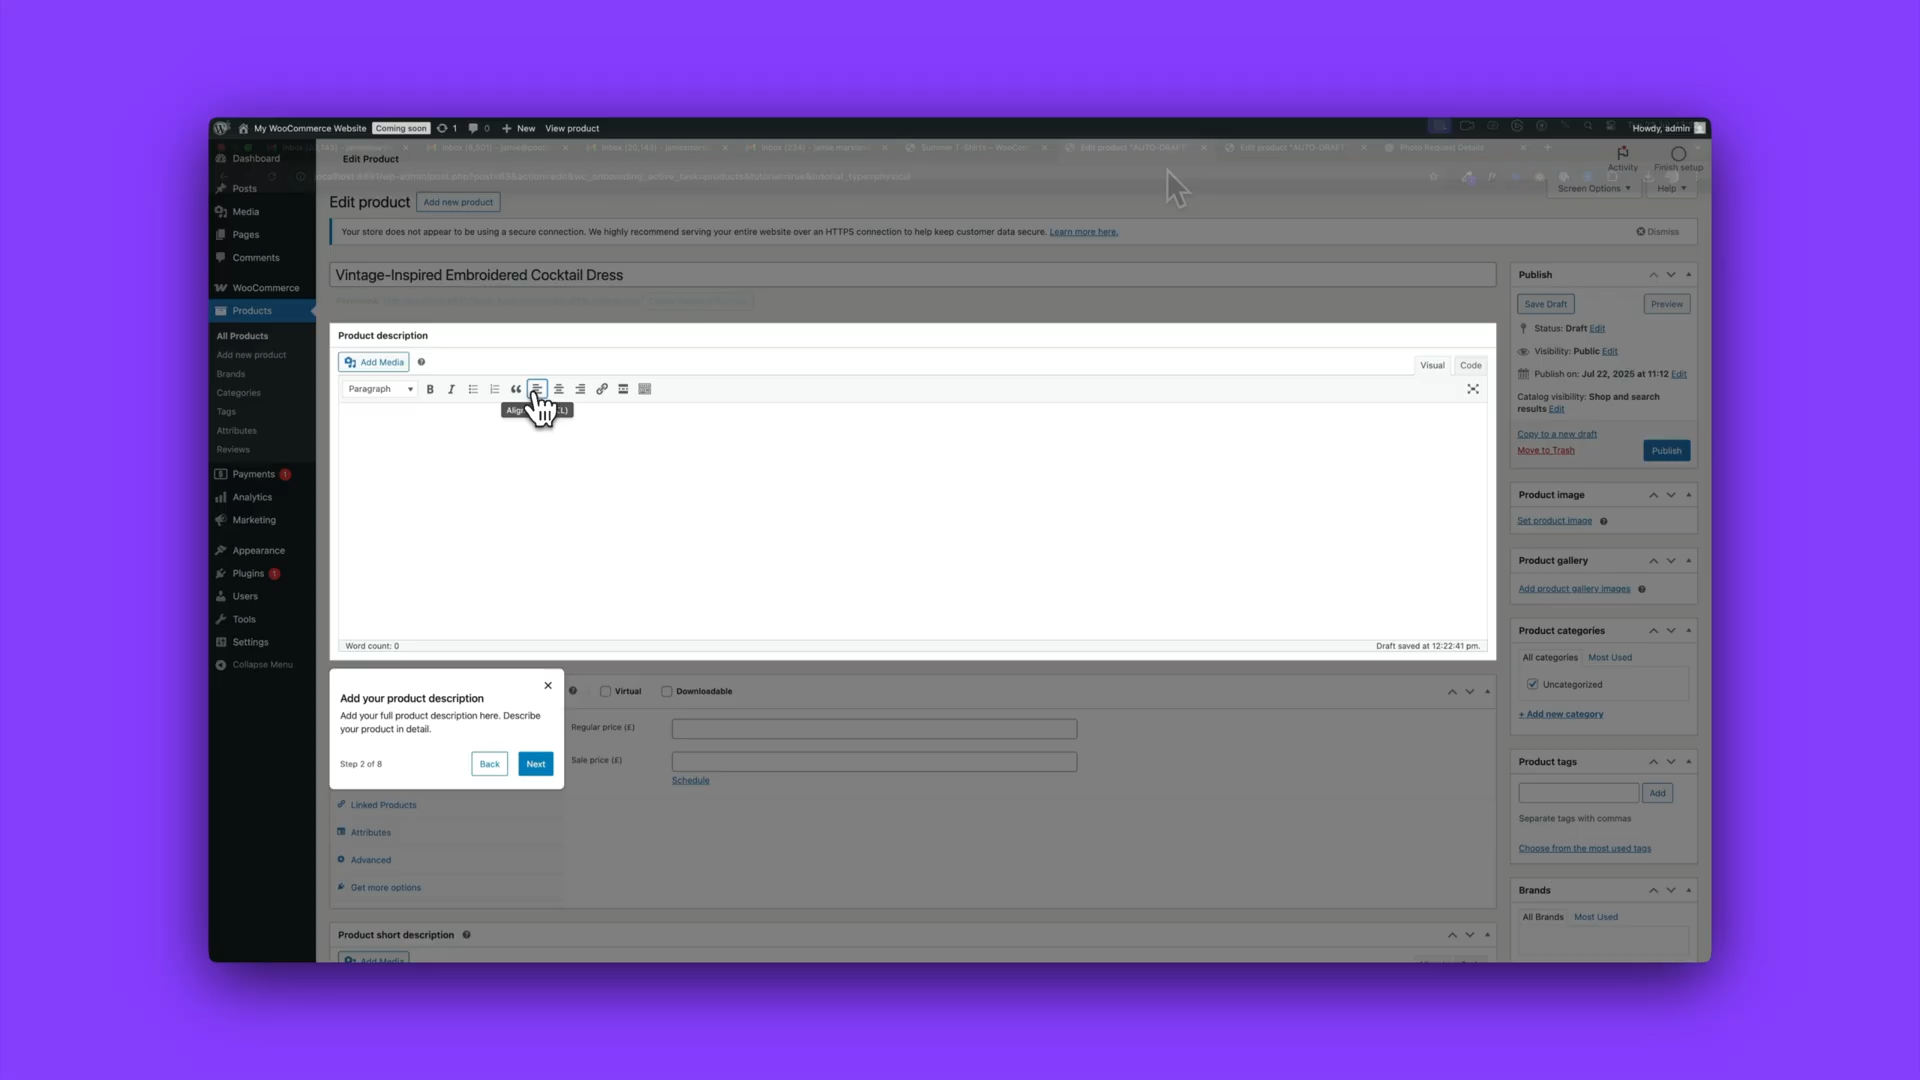 My WooCommerce Website Coming soon 1 0 New View product Howdy, admin
Edit Product
Activity
Finish setup
Dashboard
Posts
Media
Pages
Comments
WooCommerce
Products
All Products
Add new product
Brands
Categories
Tags
Attributes
Reviews
Payments 1
Analytics
Marketing
Appearance
Plugins 1
Users
Tools
Settings
Collapse Menu
Screen Options
Help
Edit product Add new product
Your store does not appear to be using a secure connection. We highly recommend serving your entire website over an HTTPS connection to help keep customer data secure. Learn more here.
Dismiss
Vintage-Inspired Embroidered Cocktail Dress
Product description
Add Media
Visual Code
Paragraph
Word count: 0
Draft saved at 12:22:41 pm.
Add your product description
Add your full product description here. Describe
your product in detail.
Step 2 of 8 Back Next
Virtual Downloadable
Regular price (£)
Sale price (£)
Schedule
Linked Products
Attributes
Advanced
Get more options
Product short description
Add Media
Publish
Save Draft Preview
Status: Draft Edit
Visibility: Public Edit
Publish on: Jul 22, 2025 at 11:12 Edit
Catalog visibility: Shop and search
results Edit
Copy to a new draft
Move to Trash
Publish
Product image
Set product image
Product gallery
Add product gallery images
Product categories
All categories Most Used
Uncategorized
+ Add new category
Product tags
Add
Separate tags with commas
Choose from the most used tags
Brands
All Brands Most Used